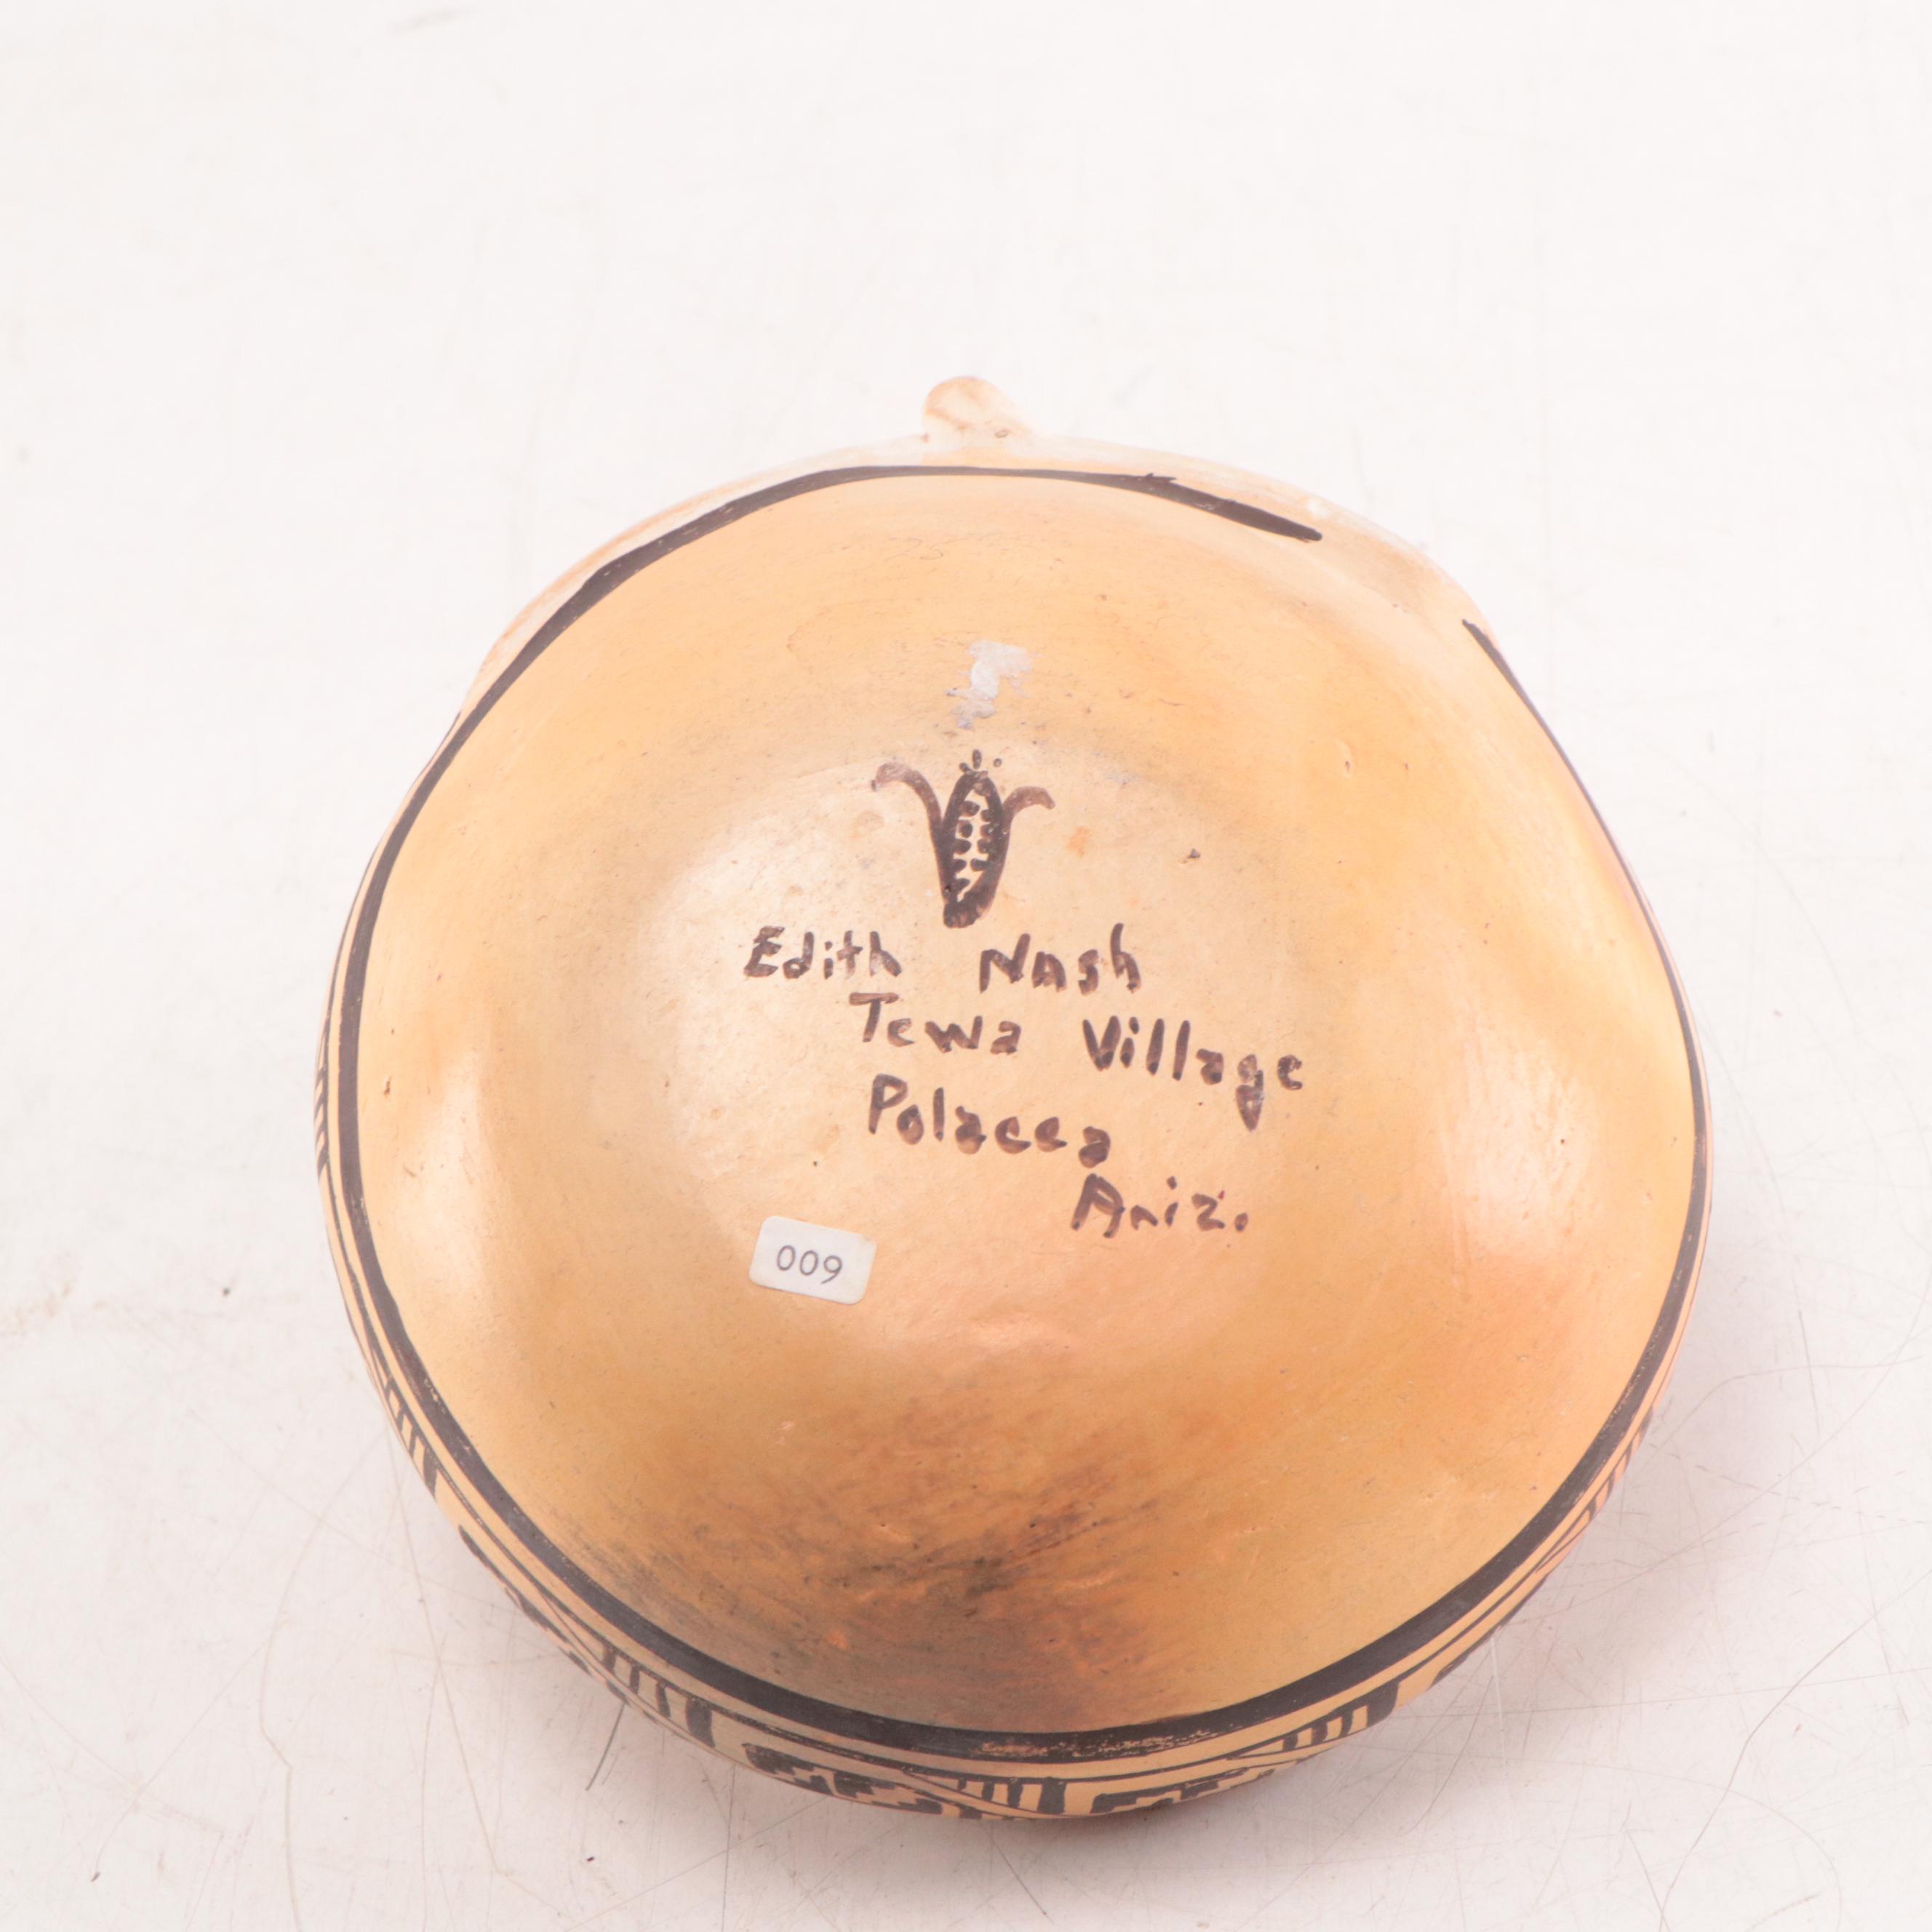 Edith Nash
Tewa Village
Polacca
Ariz.
009